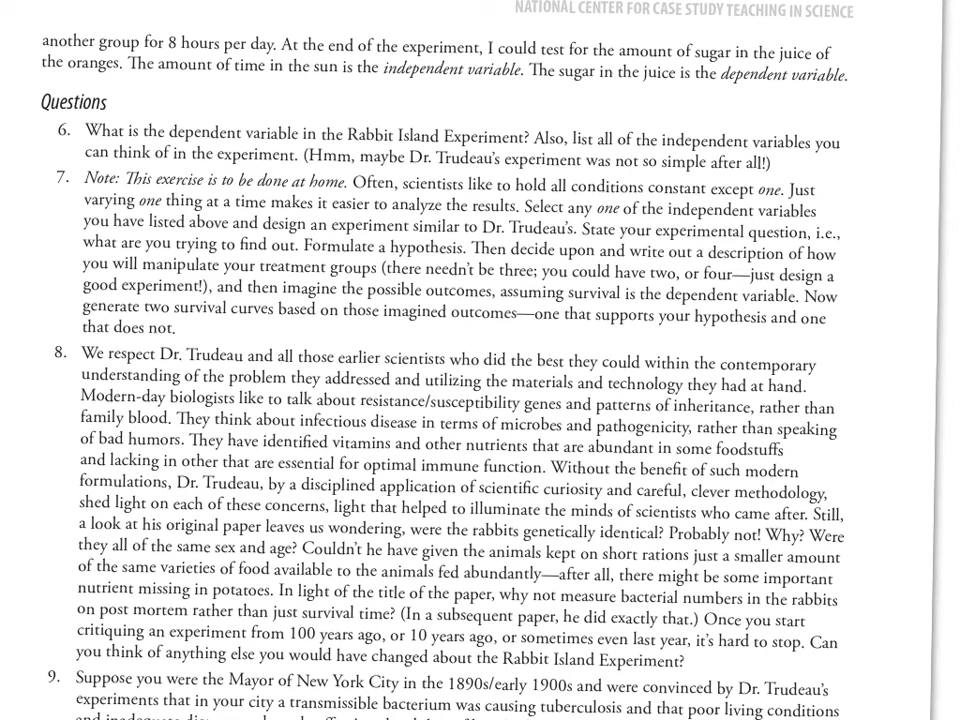 NATIONAL CENTER FOR CASE STUDY TEACHING IN SCIENCE
another group for 8 hours per day. At the end of the experiment, I could test for the amount of sugar in the juice of
the oranges. The amount of time in the sun is the independent variable. The sugar in the juice is the dependent variable.
Questions
6. What is the dependent variable in the Rabbit Island Experiment? Also, list all of the independent variables you
can think of in the experiment. (Hmm, maybe Dr. Trudeau's experiment was not so simple after all!)
7. Note: This exercise is to be done at home. Often, scientists like to hold all conditions constant except one. Just
varying one thing at a time makes it easier to analyze the results. Select any one of the independent variables
you have listed above and design an experiment similar to Dr. Trudeau's. State your experimental question, i.e.,
what are you trying to find out. Formulate a hypothesis. Then decide upon and write out a description of how
you will manipulate your treatment groups (there needn't be three; you could have two, or four—just design a
good experiment!), and then imagine the possible outcomes, assuming survival is the dependent variable. Now
generate two survival curves based on those imagined outcomes—one that supports your hypothesis and one
that does not.
8. We respect Dr. Trudeau and all those earlier scientists who did the best they could within the contemporary
understanding of the problem they addressed and utilizing the materials and technology they had at hand.
Modern-day biologists like to talk about resistance/susceptibility genes and patterns of inheritance, rather than
family blood. They think about infectious disease in terms of microbes and pathogenicity, rather than speaking
of bad humors. They have identified vitamins and other nutrients that are abundant in some foodstuffs
and lacking in other that are essential for optimal immune function. Without the benefit of such modern
formulations, Dr. Trudeau, by a disciplined application of scientific curiosity and careful, clever methodology,
shed light on each of these concerns, light that helped to illuminate the minds of scientists who came after. Still,
a look at his original paper leaves us wondering, were the rabbits genetically identical? Probably not! Why? Were
they all of the same sex and age? Couldn't he have given the animals kept on short rations just a smaller amount
of the same varieties of food available to the animals fed abundantly—after all, there might be some important
nutrient missing in potatoes. In light of the title of the paper, why not measure bacterial numbers in the rabbits
on post mortem rather than just survival time? (In a subsequent paper, he did exactly that.) Once you start
critiquing an experiment from 100 years ago, or 10 years ago, or sometimes even last year, it's hard to stop. Can
you think of anything else you would have changed about the Rabbit Island Experiment?
9. Suppose you were the Mayor of New York City in the 1890s/early 1900s and were convinced by Dr. Trudeau's
experiments that in your city a transmissible bacterium was causing tuberculosis and that poor living conditions